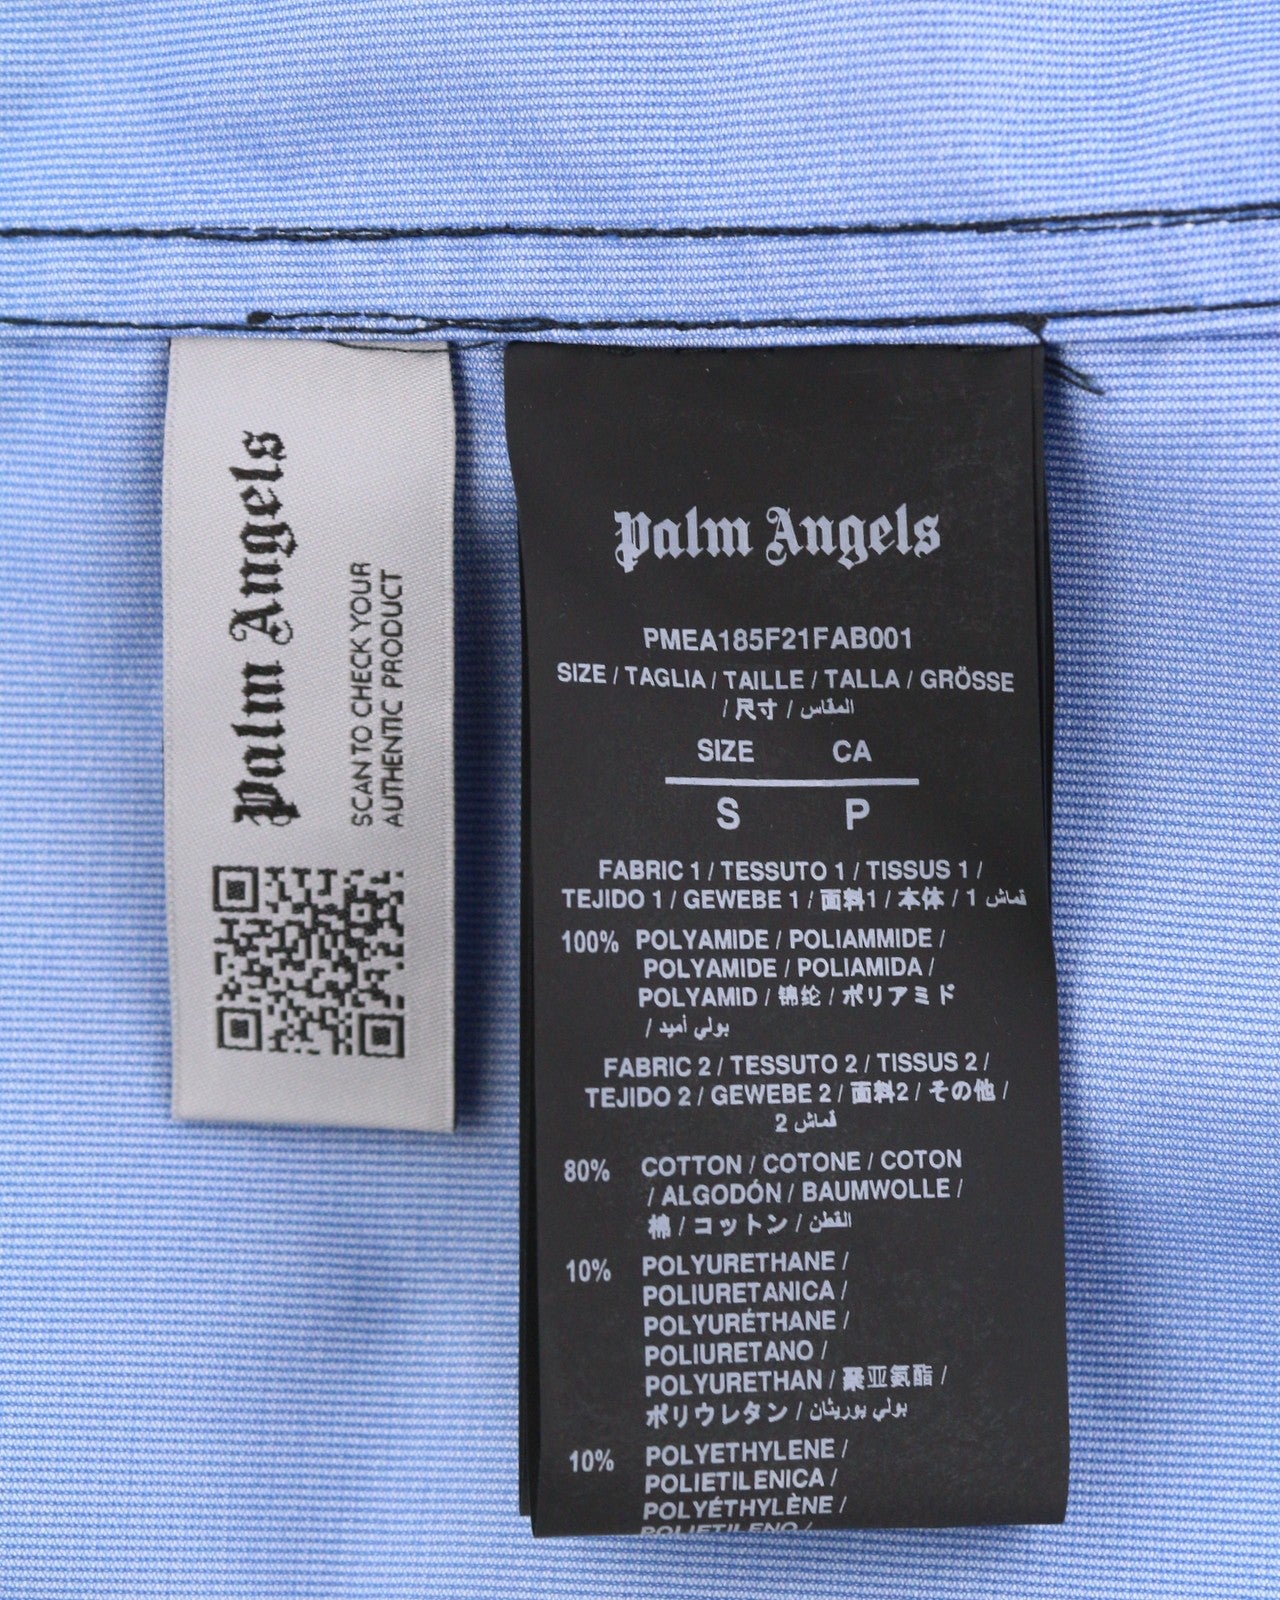 Palm Angels
SCAN TO CHECK YOUR
AUTHENTIC PRODUCT
Palm Angels
PMEA185F21FAB001
SIZE / TAGLIA / TAILLE / TALLA / GRÖSSE
/ 尺寸 / المقاس
SIZE CA
S P
FABRIC 1 / TESSUTO 1 / TISSUS 1 /
TEJIDO 1 / GEWEBE 1 / 面料1 / 本体 / قماش 1
100% POLYAMIDE / POLIAMMIDE /
POLYAMIDE / POLIAMIDA /
POLYAMID / 锦纶 / ポリアミド
/ بولي أميد
FABRIC 2 / TESSUTO 2 / TISSUS 2 /
TEJIDO 2 / GEWEBE 2 / 面料2 / その他 /
قماش 2
80% COTTON / COTONE / COTON
/ ALGODÓN / BAUMWOLLE /
棉 / コットン / القطن
10% POLYURETHANE /
POLIURETANICA /
POLYURÉTHANE /
POLIURETANO /
POLYURETHAN / 聚亚氨酯 /
ポリウレタン / بولي يوريثان
10% POLYETHYLENE /
POLIETILENICA /
POLYÉTHYLÈNE /
POLIETILENO /